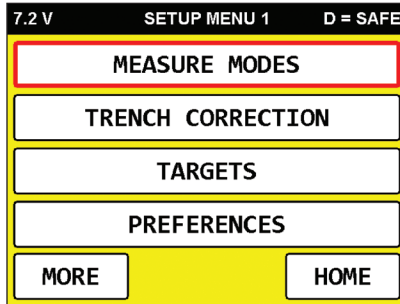 7.2 V SETUP MENU 1 D = SAFE
MEASURE MODES
TRENCH CORRECTION
TARGETS
PREFERENCES
MORE HOME